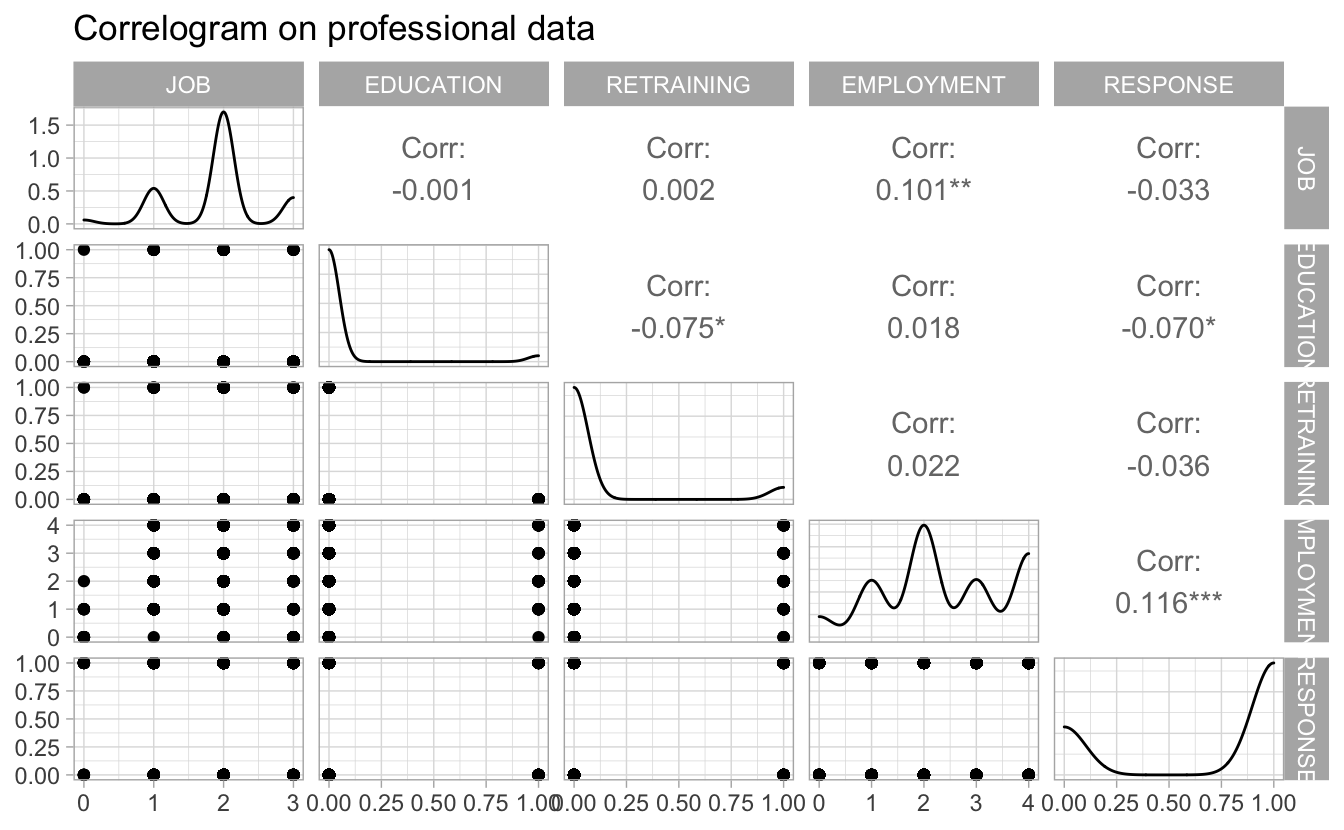 Correlogram on professional data
JOB EDUCATION RETRAINING EMPLOYMENT RESPONSE
1.5
1.0
0.5
0.0
Corr:
-0.001
Corr:
0.002
Corr:
0.101**
Corr:
-0.033
JOB
1.00
0.75
0.50
0.25
0.00
Corr:
-0.075*
Corr:
0.018
Corr:
-0.070*
EDUCATION
1.00
0.75
0.50
0.25
0.00
Corr:
0.022
Corr:
-0.036
RETRAINING
4
3
2
1
0
Corr:
0.116***
MPLOYMEN
1.00
0.75
0.50
0.25
0.00
RESPONSE
0 1 2 3 0.00 0.25 0.50 0.75 1.00 0.00 0.25 0.50 0.75 1.00 0 1 2 3 4 0.00 0.25 0.50 0.75 1.00